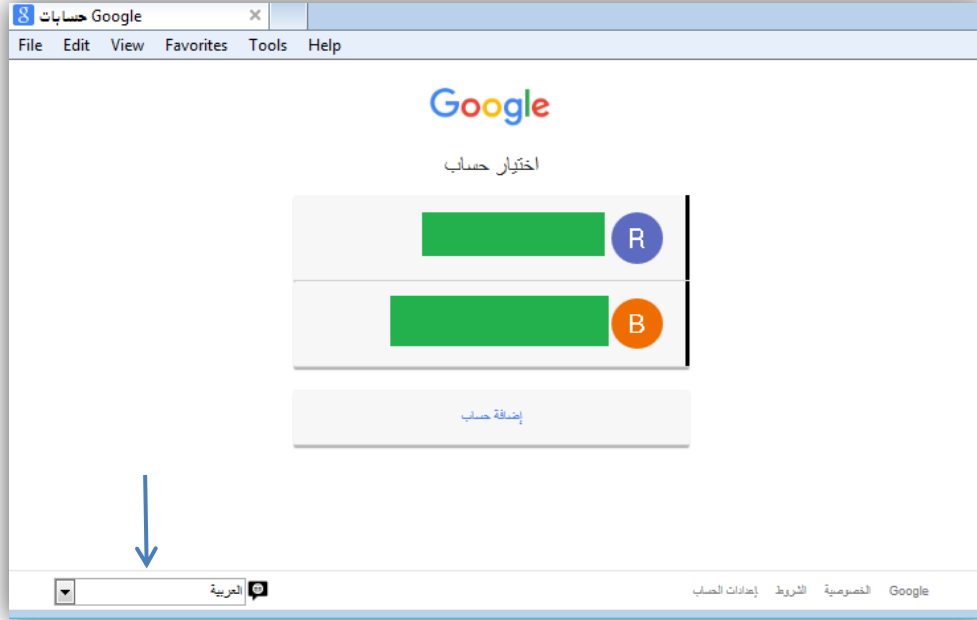 حسابات Google
File Edit View Favorites Tools Help
Google
اختيار حساب
R
B
إضافة حساب
العربية
Google الخصوصية الشروط إعدادات الحساب